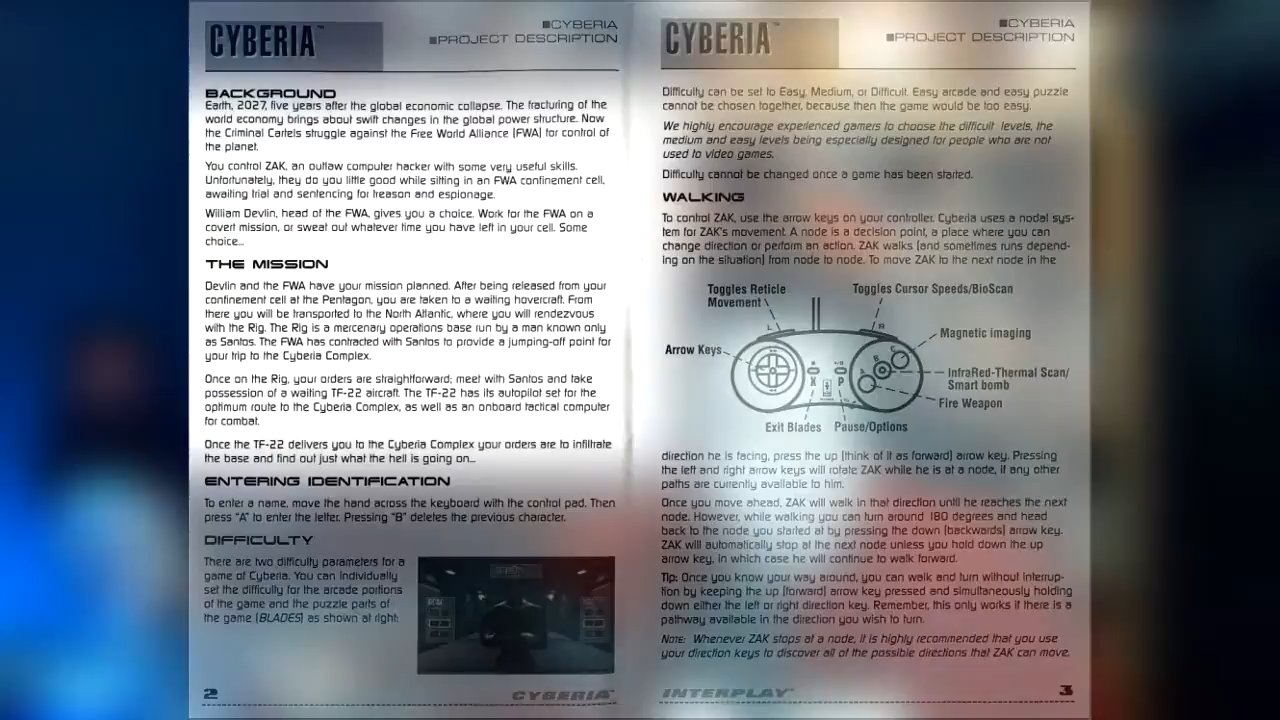 CYBERIA™
■CYBERIA
■PROJECT DESCRIPTION
BACKGROUND
Earth, 2027, five years after the global economic collapse. The fracturing of the
world economy brings about swift changes in the global power structure. Now
the Criminal Cartels struggle against the Free World Alliance (FWA) for control of
the planet.
You control ZAK, an outlaw computer hacker with some very useful skills.
Unfortunately, they do you little good while sitting in an FWA confinement cell,
awaiting trial and sentencing for treason and espionage.
William Devlin, head of the FWA, gives you a choice. Work for the FWA on a
covert mission, or sweat out whatever time you have left in your cell. Some
choice...
THE MISSION
Devlin and the FWA have your mission planned. After being released from your
confinement cell at the Pentagon, you are taken to a waiting hovercraft. From
there you will be transported to the North Atlantic, where you will rendezvous
with the Rig. The Rig is a mercenary operations base run by a man known only
as Santos. The FWA has contracted with Santos to provide a jumping-off point for
your trip to the Cyberia Complex.
Once on the Rig, your orders are straightforward; meet with Santos and take
possession of a waiting TF-22 aircraft. The TF-22 has its autopilot set for the
optimum route to the Cyberia Complex, as well as an onboard tactical computer
for combat.
Once the TF-22 delivers you to the Cyberia Complex your orders are to infiltrate
the base and find out just what the hell is going on...
ENTERING IDENTIFICATION
To enter a name, move the hand across the keyboard with the control pad. Then
press "A" to enter the letter. Pressing "B" deletes the previous character.
DIFFICULTY
There are two difficulty parameters for a
game of Cyberia. You can individually
set the difficulty for the arcade portions
of the game and the puzzle parts of
the game (BLADES) as shown at right:
2
CYBERIA™
CYBERIA™
■CYBERIA
■PROJECT DESCRIPTION
Difficulty can be set to Easy, Medium, or Difficult. Easy arcade and easy puzzle
cannot be chosen together, because then the game would be too easy.
We highly encourage experienced gamers to choose the difficult levels, the
medium and easy levels being especially designed for people who are not
used to video games.
Difficulty cannot be changed once a game has been started.
WALKING
To control ZAK, use the arrow keys on your controller. Cyberia uses a nodal sys-
tem for ZAK's movement. A node is a decision point, a place where you can
change direction or perform an action. ZAK walks (and sometimes runs depend-
ing on the situation) from node to node. To move ZAK to the next node in the
Toggles Reticle
Movement
Toggles Cursor Speeds/BioScan
L
R
Magnetic imaging
Arrow Keys
C
B
A
X
P
InfraRed-Thermal Scan/
Smart bomb
Fire Weapon
Exit Blades
Pause/Options
direction he is facing, press the up (think of it as forward) arrow key. Pressing
the left and right arrow keys will rotate ZAK while he is at a node, if any other
paths are currently available to him.
Once you move ahead, ZAK will walk in that direction until he reaches the next
node. However, while walking you can turn around 180 degrees and head
back to the node you started at by pressing the down (backwards) arrow key.
ZAK will automatically stop at the next node unless you hold down the up
arrow key, in which case he will continue to walk forward.
Tip: Once you know your way around, you can walk and turn without interrup-
tion by keeping the up (forward) arrow key pressed and simultaneously holding
down either the left or right direction key. Remember, this only works if there is a
pathway available in the direction you wish to turn.
Note: Whenever ZAK stops at a node, it is highly recommended that you use
your direction keys to discover all of the possible directions that ZAK can move.
INTERPLAY™
3